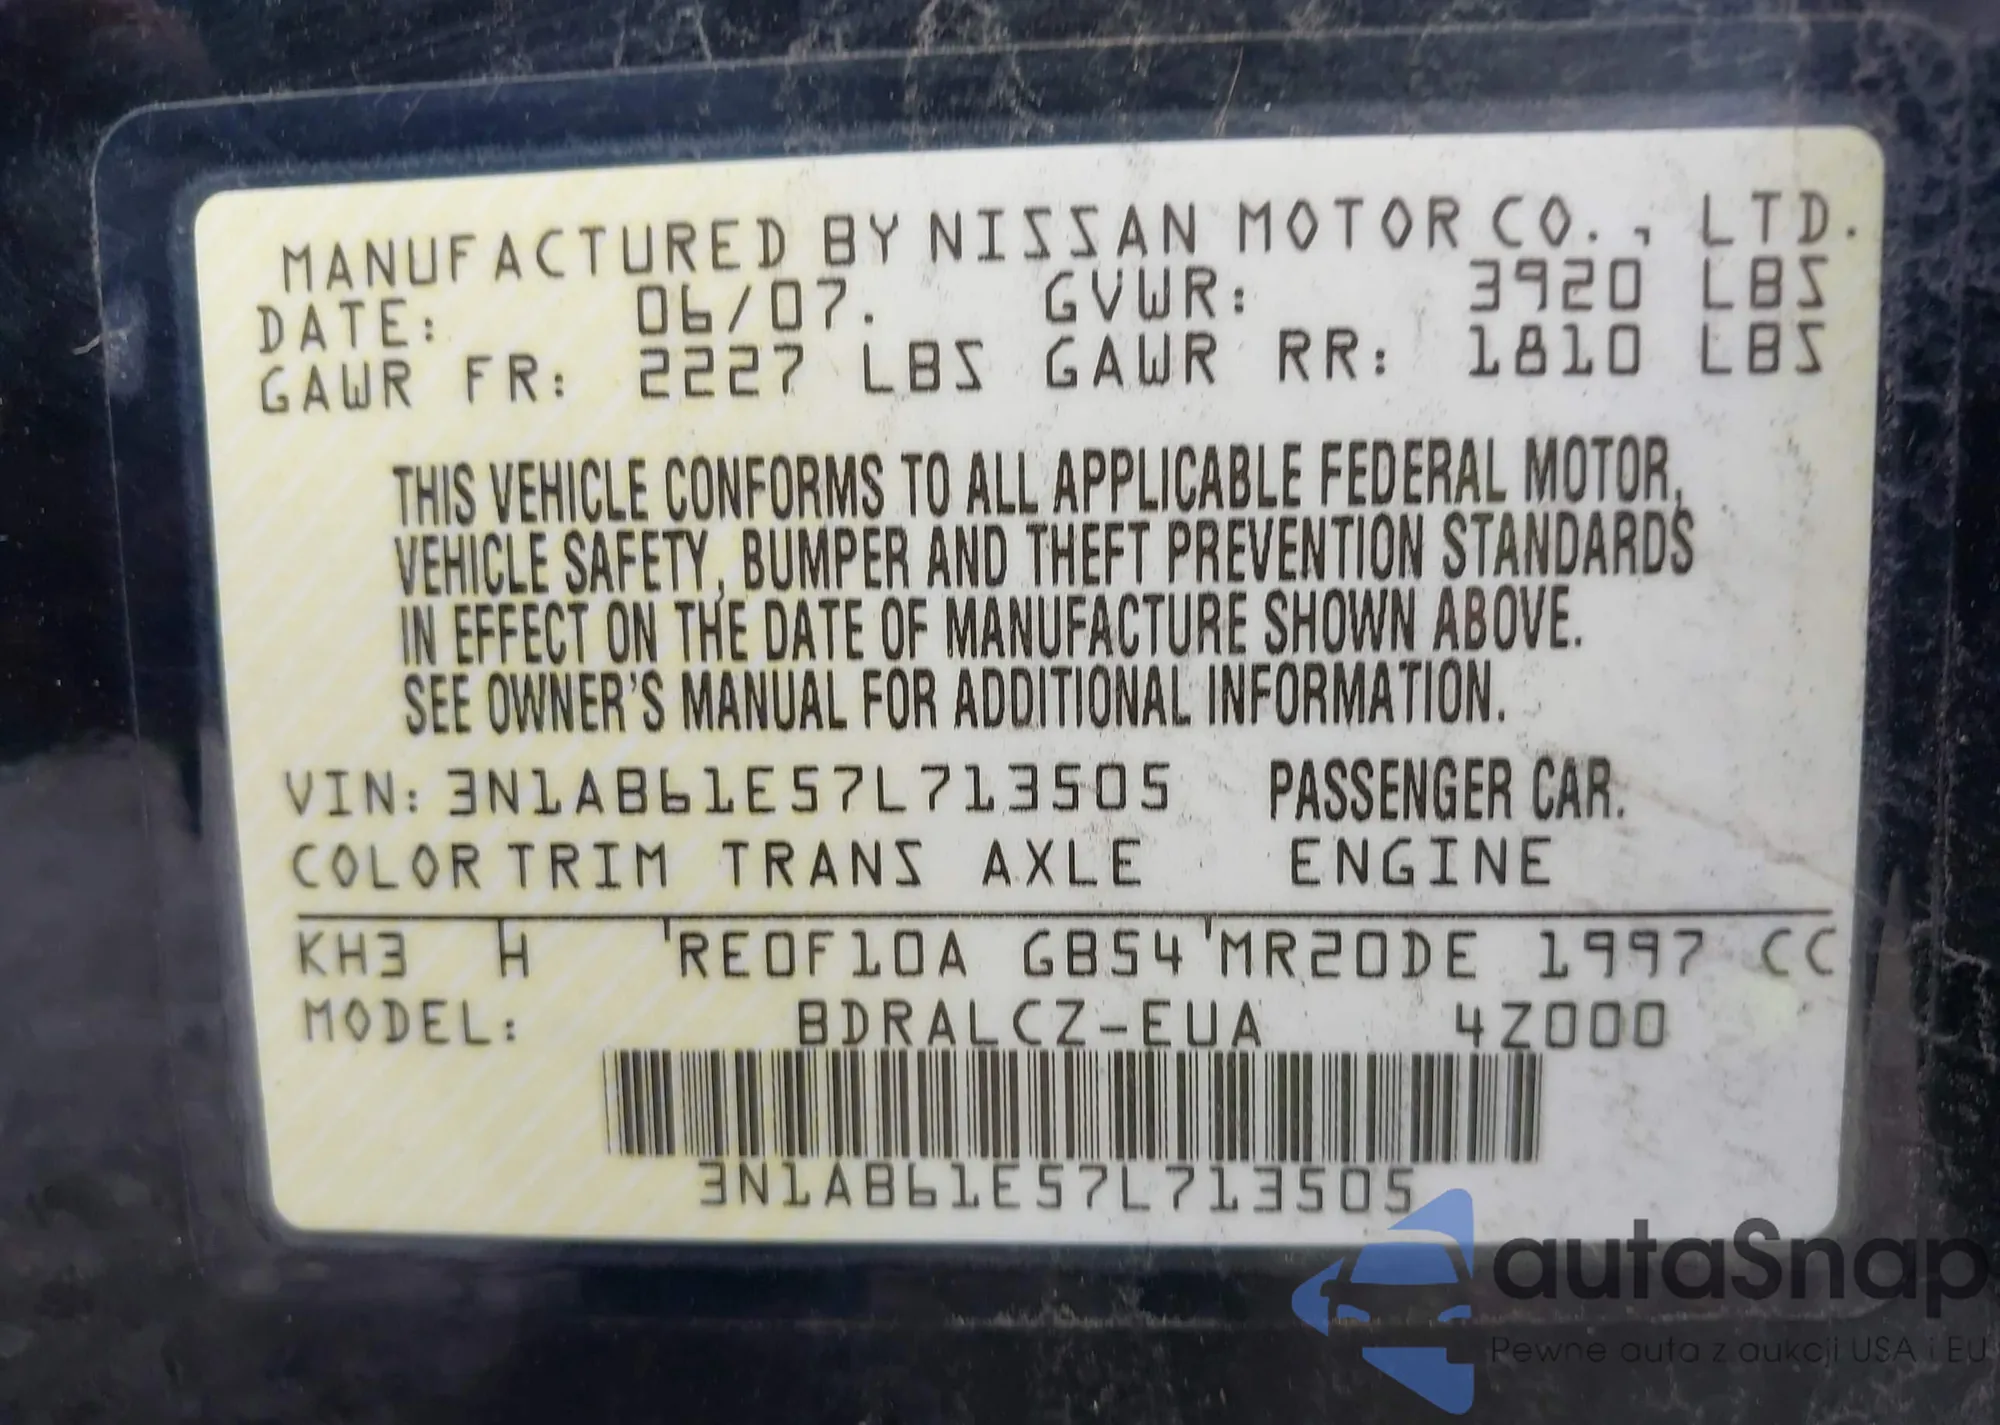 MANUFACTURED BY NISSAN MOTOR CO., LTD.
DATE: 06/07. GVWR: 3920 LBS
GAWR FR: 2227 LBS GAWR RR: 1810 LBS
THIS VEHICLE CONFORMS TO ALL APPLICABLE FEDERAL MOTOR,
VEHICLE SAFETY, BUMPER AND THEFT PREVENTION STANDARDS
IN EFFECT ON THE DATE OF MANUFACTURE SHOWN ABOVE.
SEE OWNER'S MANUAL FOR ADDITIONAL INFORMATION.
VIN: 3N1AB61E57L713505 PASSENGER CAR.
COLOR TRIM TRANS AXLE ENGINE
KH3 H 'RE0F10A GB54 'MR20DE 1997 CC
MODEL: BDRALCZ-EUA 4Z000
3N1AB61E57L713505
autaSnap
Pewne auta z aukcji USA i EU